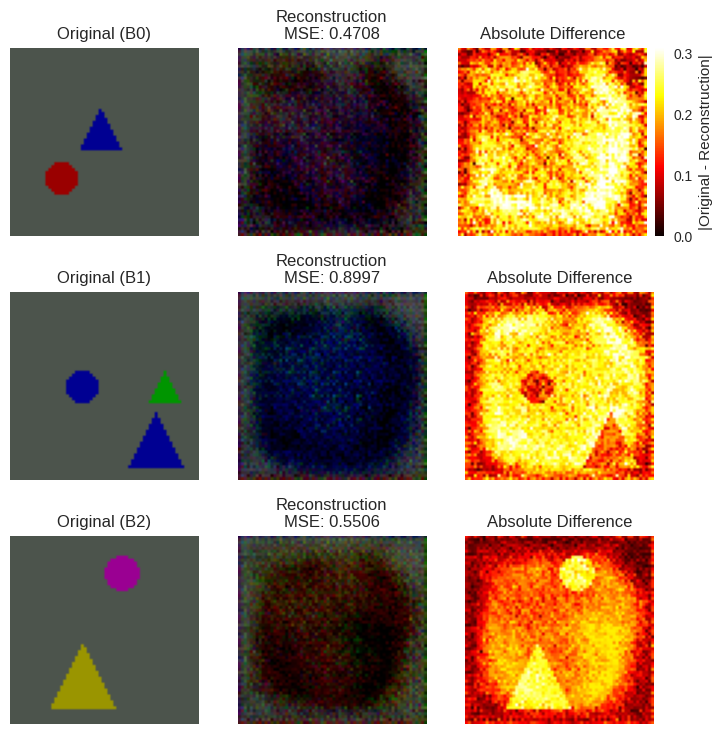 Original (B0)
Reconstruction
MSE: 0.4708
Absolute Difference
0.3
0.2
0.1
0.0
|Original - Reconstruction|
Original (B1)
Reconstruction
MSE: 0.8997
Absolute Difference
Original (B2)
Reconstruction
MSE: 0.5506
Absolute Difference